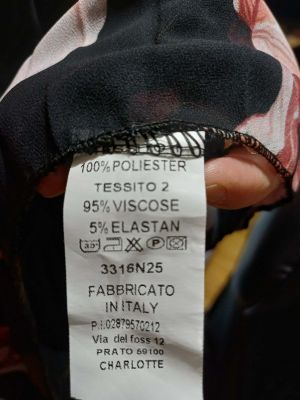 100% POLIESTER
TESSITO 2
95% VISCOSE
5% ELASTAN
3316N25
FABBRICATO
IN ITALY
P.I.02879570212
Via del foss 12
PRATO 59100
CHARLOTTE